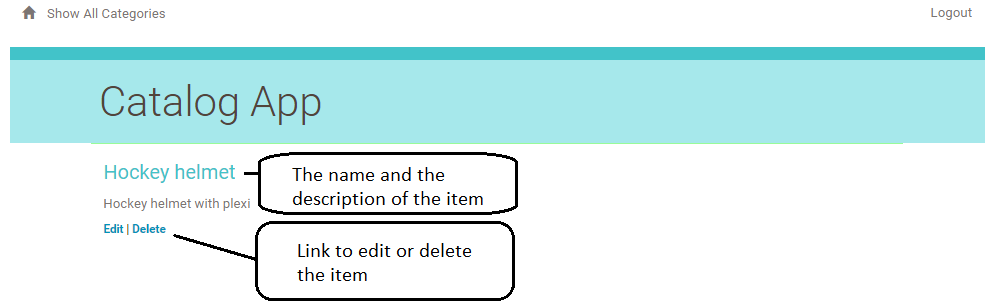 Show All Categories
Logout
Catalog App
Hockey helmet
The name and the
description of the item
Hockey helmet with plexi
Edit | Delete
Link to edit or delete
the item